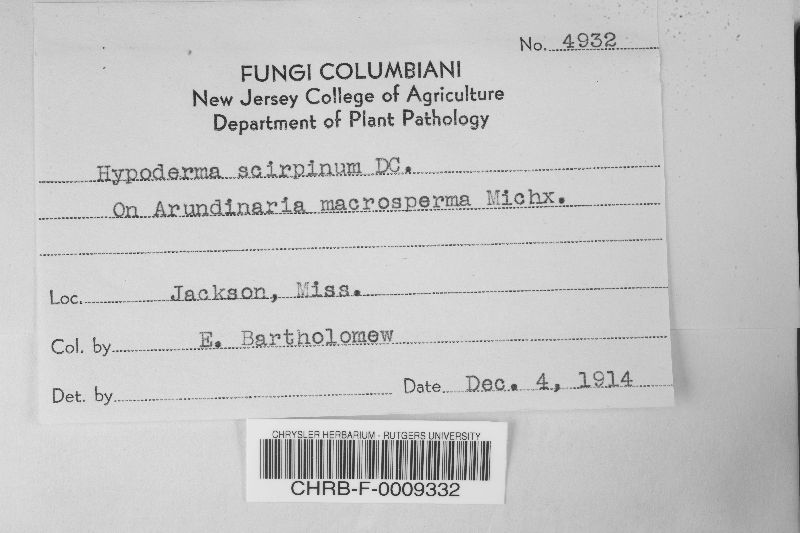 No. 4932
FUNGI COLUMBIANI
New Jersey College of Agriculture
Department of Plant Pathology
Hypoderma scirpinum DC.
On Arundinaria macrosperma Michx.
Loc. Jackson, Miss.
Col. by E. Bartholomew
Det. by Date Dec. 4, 1914
CHRYSLER HERBARIUM - RUTGERS UNIVERSITY
CHRB-F-0009332